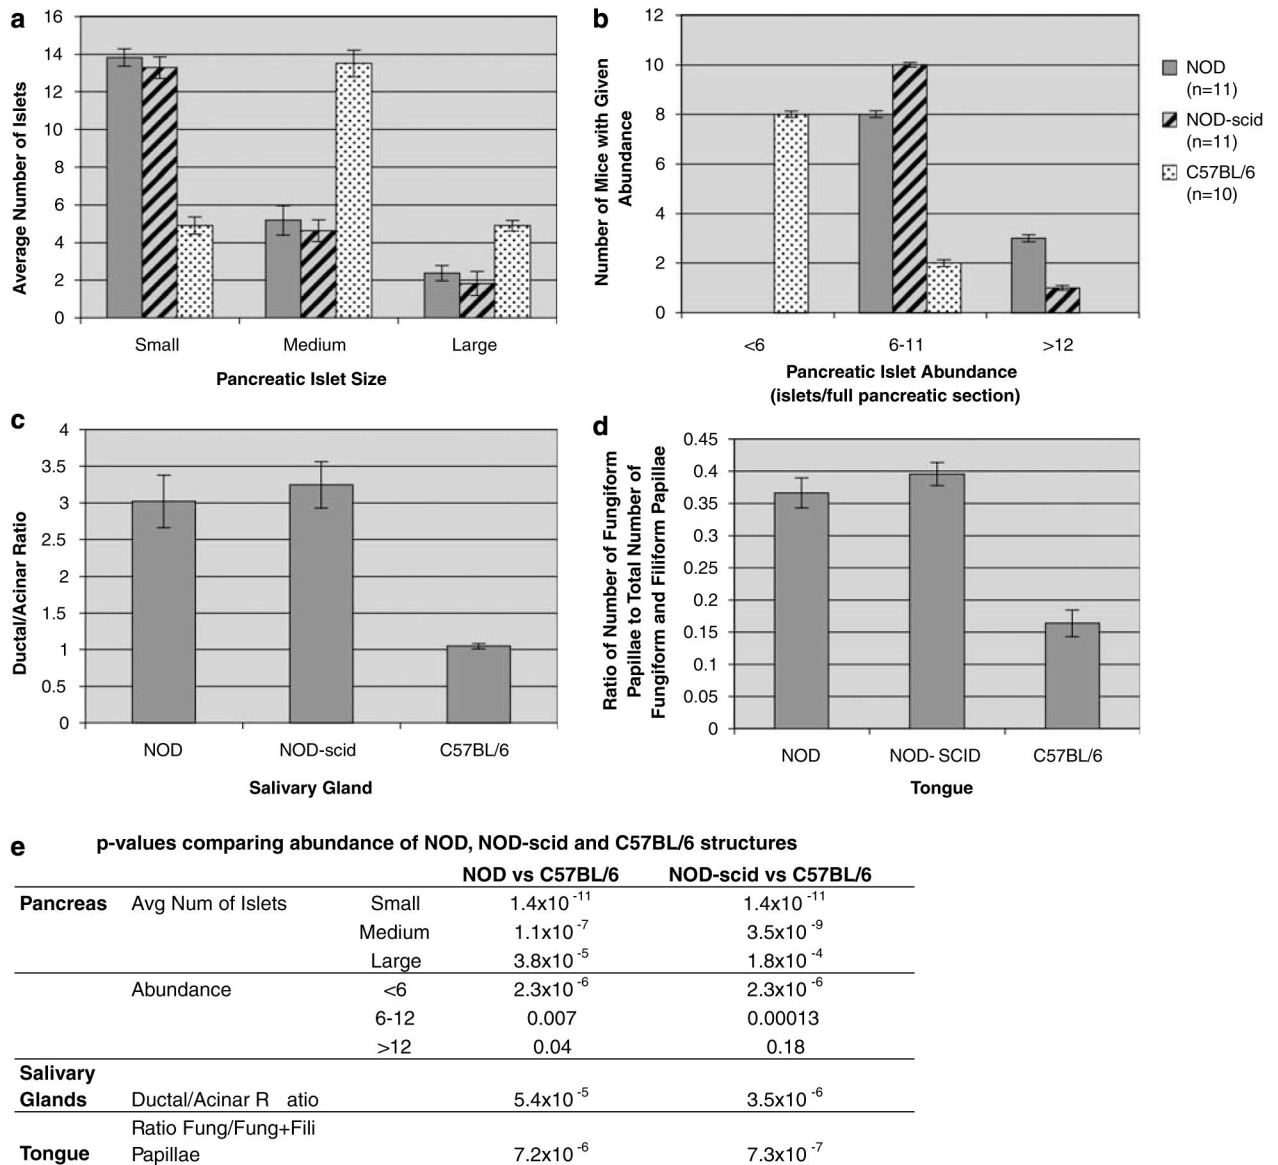 a
16
14
12
10
8
6
4
2
0
Average Number of Islets
Small Medium Large
Pancreatic Islet Size
b
12
10
8
6
4
2
0
Number of Mice with Given
Abundance
<6 6-11 >12
Pancreatic Islet Abundance
(islets/full pancreatic section)
NOD
(n=11)
NOD-scid
(n=11)
C57BL/6
(n=10)
c
4
3.5
3
2.5
2
1.5
1
0.5
0
Ductal/Acinar Ratio
NOD NOD-scid C57BL/6
Salivary Gland
d
0.45
0.4
0.35
0.3
0.25
0.2
0.15
0.1
0.05
0
Ratio of Number of Fungiform
Papillae to Total Number of
Fungiform and Filiform Papillae
NOD NOD- SCID C57BL/6
Tongue
e p-values comparing abundance of NOD, NOD-scid and C57BL/6 structures
NOD vs C57BL/6 NOD-scid vs C57BL/6
Pancreas Avg Num of Islets Small 1.4x10 -11 1.4x10 -11
Medium 1.1x10 -7 3.5x10 -9
Large 3.8x10 -5 1.8x10 -4
Abundance <6 2.3x10 -6 2.3x10 -6
6-12 0.007 0.00013
>12 0.04 0.18
Salivary
Glands Ductal/Acinar R atio 5.4x10 -5 3.5x10 -6
Ratio Fung/Fung+Fili
Tongue Papillae 7.2x10 -6 7.3x10 -7